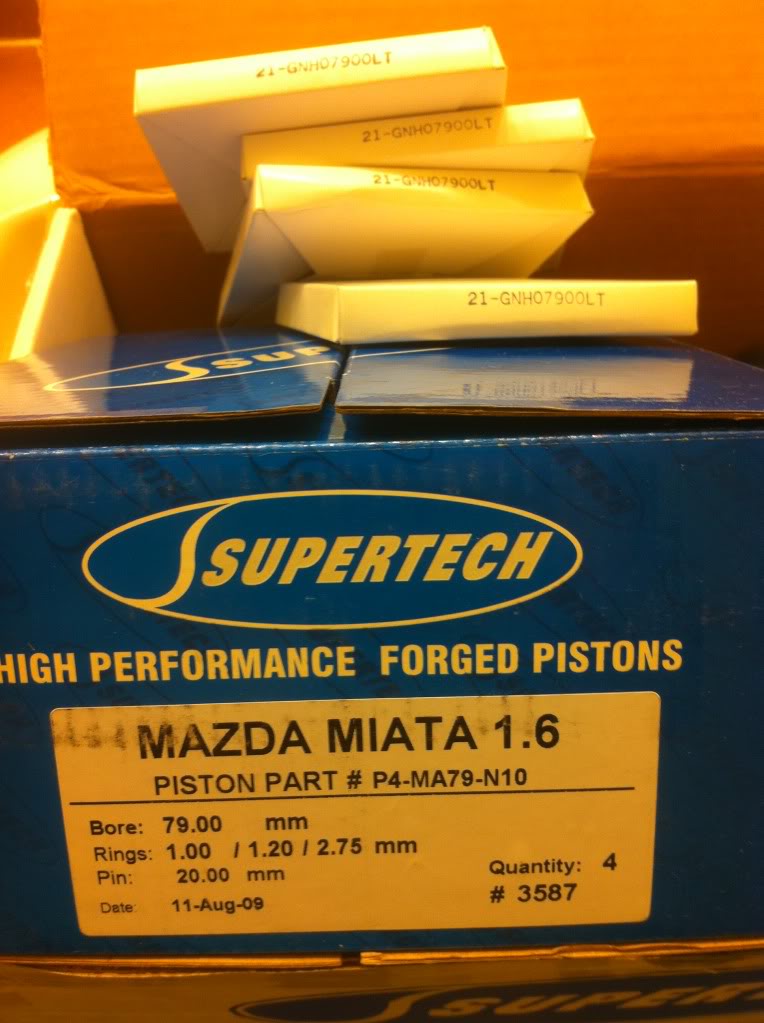 21-GNH07900LT
21-GNH07900LT
21-GNH07900LT
21-GNH07900LT
SUP
SUPERTECH
HIGH PERFORMANCE FORGED PISTONS
MAZDA MIATA 1.6
PISTON PART # P4-MA79-N10
Bore: 79.00 mm
Rings: 1.00 / 1.20 / 2.75 mm
Pin: 20.00 mm
Quantity: 4
# 3587
Date: 11-Aug-09
SUPERTECH